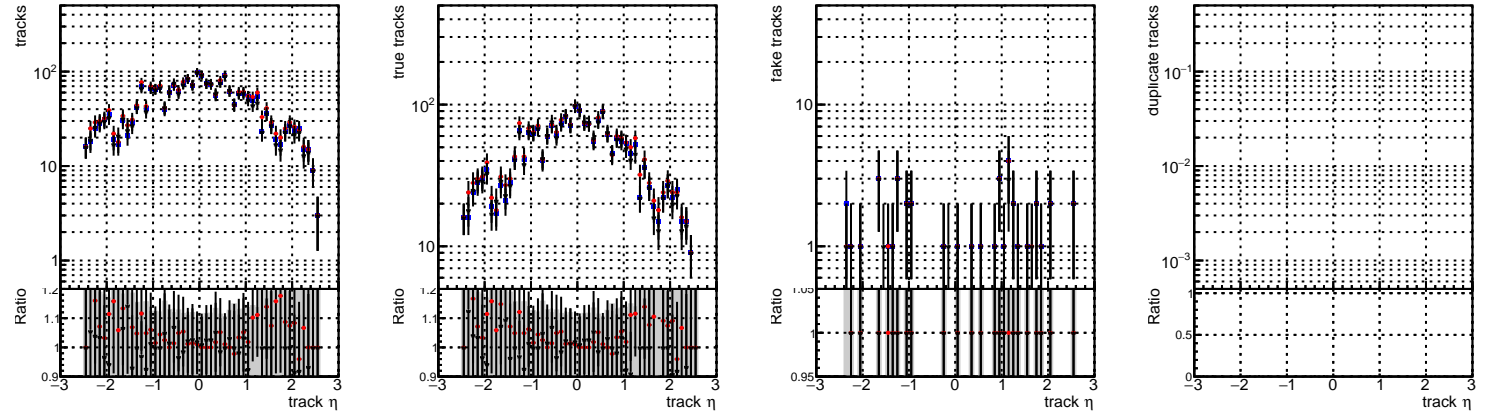 tracks
10²
10
1
Ratio
1.2
1.1
1
0.9
−3 −2 −1 0 1 2 3
track η
true tracks
10²
10
Ratio
1.2
1.1
1
0.9
−3 −2 −1 0 1 2 3
track η
fake tracks
10
1
Ratio
1.05
1
0.95
−3 −2 −1 0 1 2 3
track η
duplicate tracks
10⁻¹
10⁻²
10⁻³
Ratio
1
0.5
0
−3 −2 −1 0 1 2 3
track η